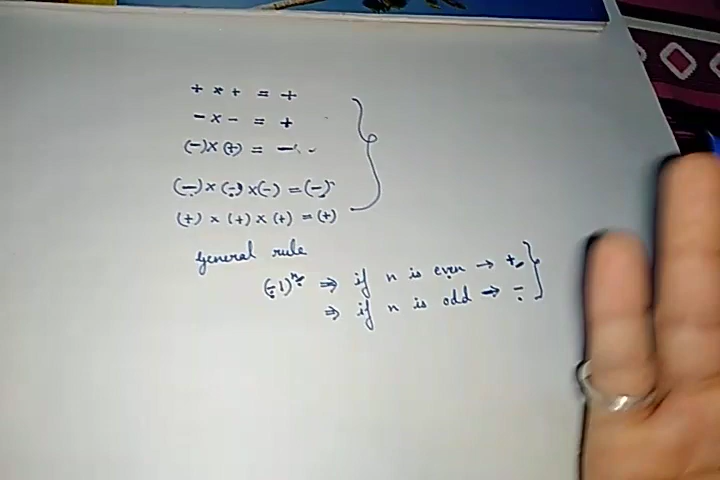 + x + = +
- x - = +
(-) x (+) = -
(-) x (-) x (-) = (-)
(+) x (+) x (+) = (+)
general rule
(-1)^n ⇒ if n is even → +
⇒ if n is odd → -